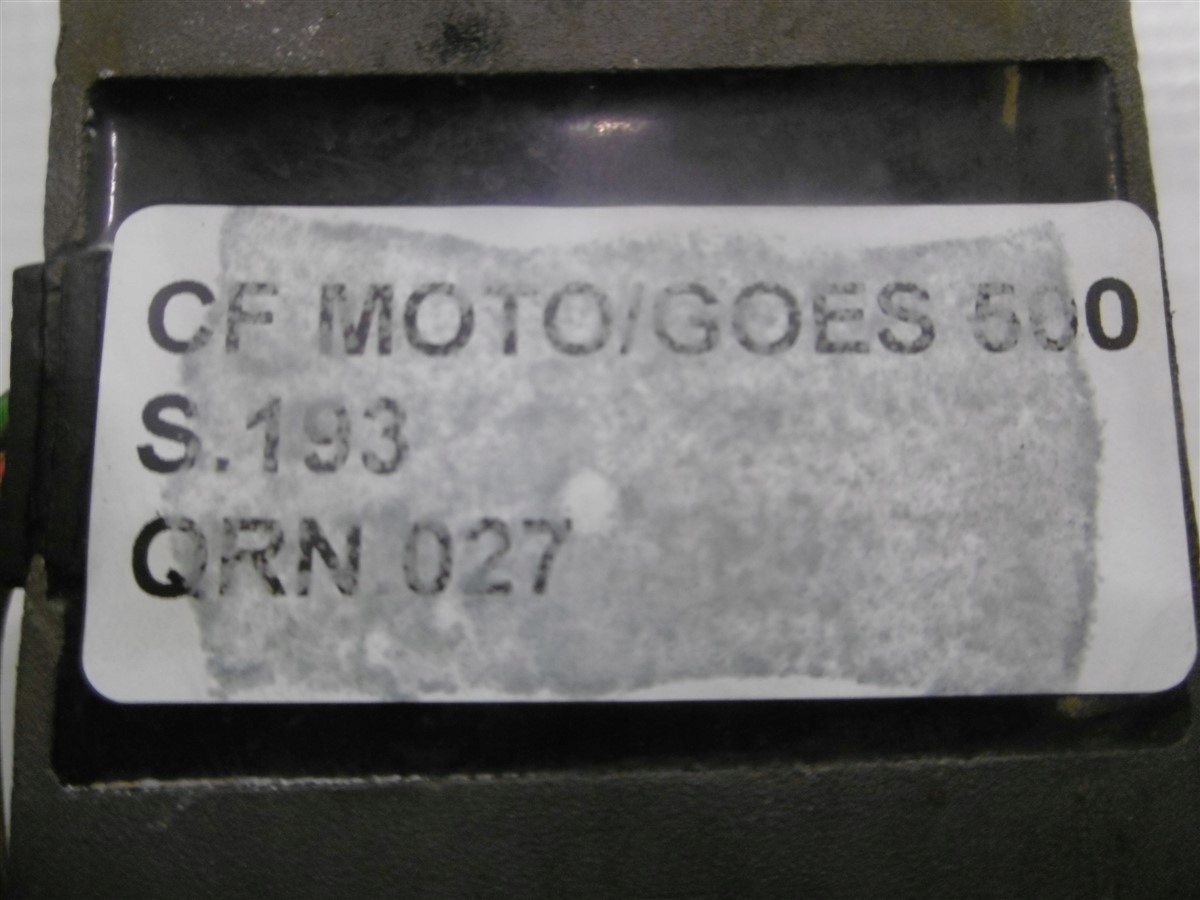 CF MOTO/GOES 500
S.193
QRN 027